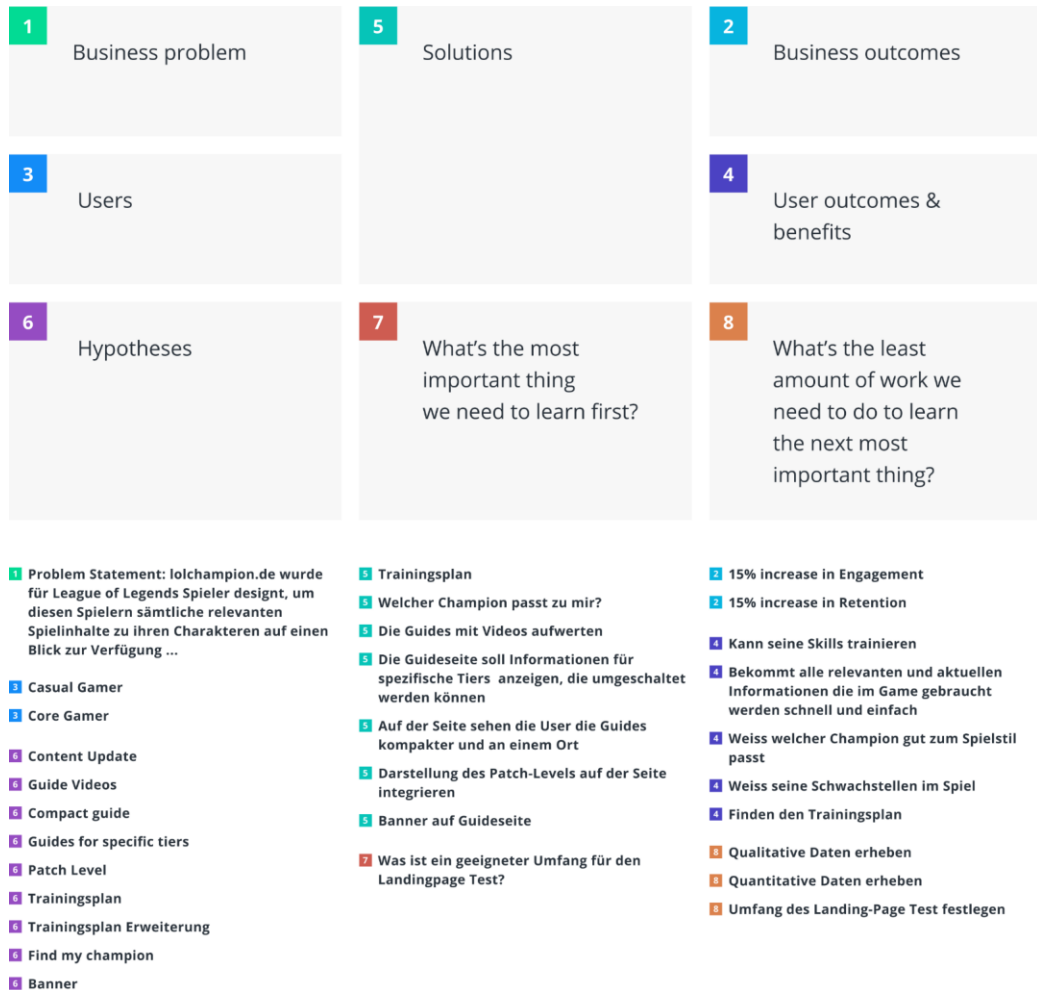 1
Business problem
5
Solutions
2
Business outcomes
3
Users
4
User outcomes &
benefits
6
Hypotheses
7
What's the most
important thing
we need to learn first?
8
What's the least
amount of work we
need to do to learn
the next most
important thing?
1 Problem Statement: lolchampion.de wurde
für League of Legends Spieler designt, um
diesen Spielern sämtliche relevanten
Spielinhalte zu ihren Charakteren auf einen
Blick zur Verfügung ...
3 Casual Gamer
3 Core Gamer
6 Content Update
6 Guide Videos
6 Compact guide
6 Guides for specific tiers
6 Patch Level
6 Trainingsplan
6 Trainingsplan Erweiterung
6 Find my champion
6 Banner
5 Trainingsplan
5 Welcher Champion passt zu mir?
5 Die Guides mit Videos aufwerten
5 Die Guideseite soll Informationen für
spezifische Tiers anzeigen, die umgeschaltet
werden können
5 Auf der Seite sehen die User die Guides
kompakter und an einem Ort
5 Darstellung des Patch-Levels auf der Seite
integrieren
5 Banner auf Guideseite
7 Was ist ein geeigneter Umfang für den
Landingpage Test?
2 15% increase in Engagement
2 15% increase in Retention
4 Kann seine Skills trainieren
4 Bekommt alle relevanten und aktuellen
Informationen die im Game gebraucht
werden schnell und einfach
4 Weiss welcher Champion gut zum Spielstil
passt
4 Weiss seine Schwachstellen im Spiel
4 Finden den Trainingsplan
8 Qualitative Daten erheben
8 Quantitative Daten erheben
8 Umfang des Landing-Page Test festlegen